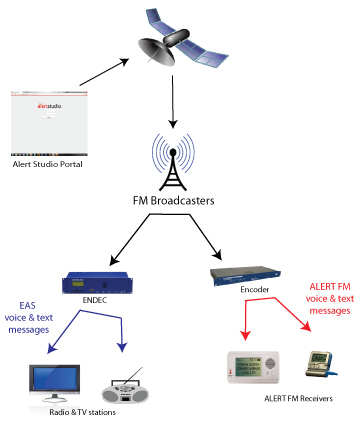 alertstudio.
Alert Studio Portal
FM Broadcasters
ENDEC
Encoder
EAS
voice & text
messages
ALERT FM
voice & text
messages
Radio & TV stations
ALERT FM Receivers